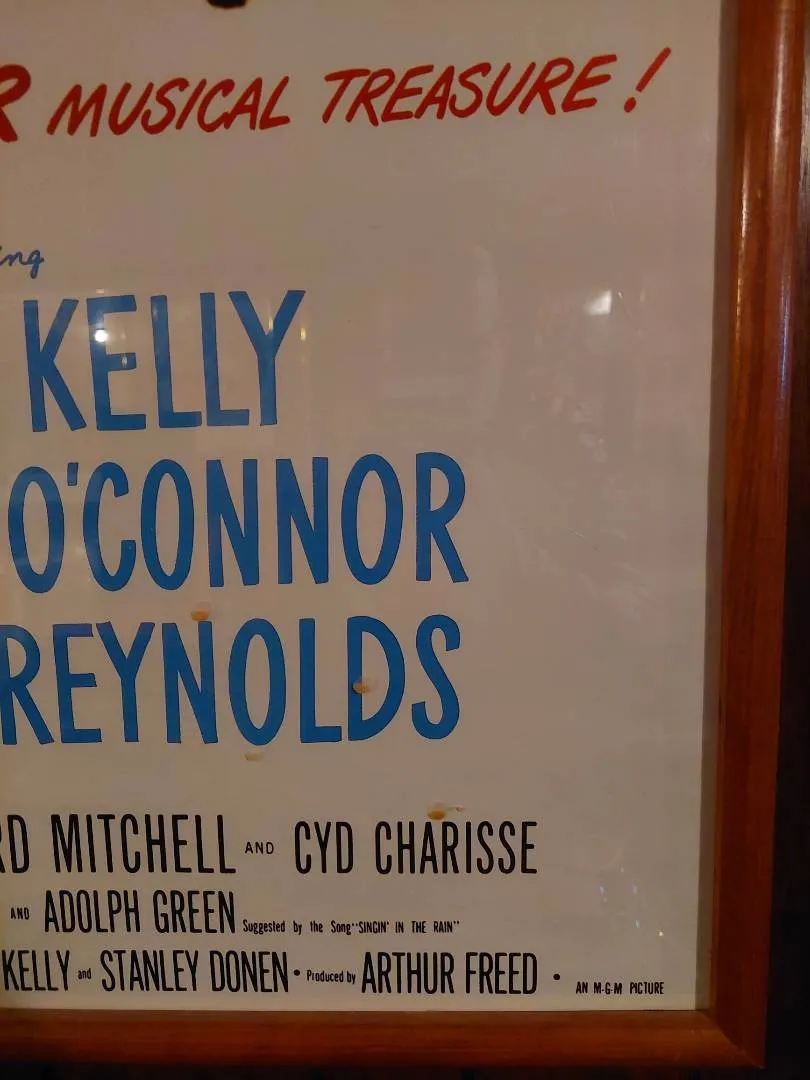 R MUSICAL TREASURE!
ing
KELLY
O'CONNOR
REYNOLDS
RD MITCHELL AND CYD CHARISSE
AND ADOLPH GREEN Suggested by the Song "SINGIN' IN THE RAIN"
KELLY and STANLEY DONEN • Produced by ARTHUR FREED • AN M-G-M PICTURE